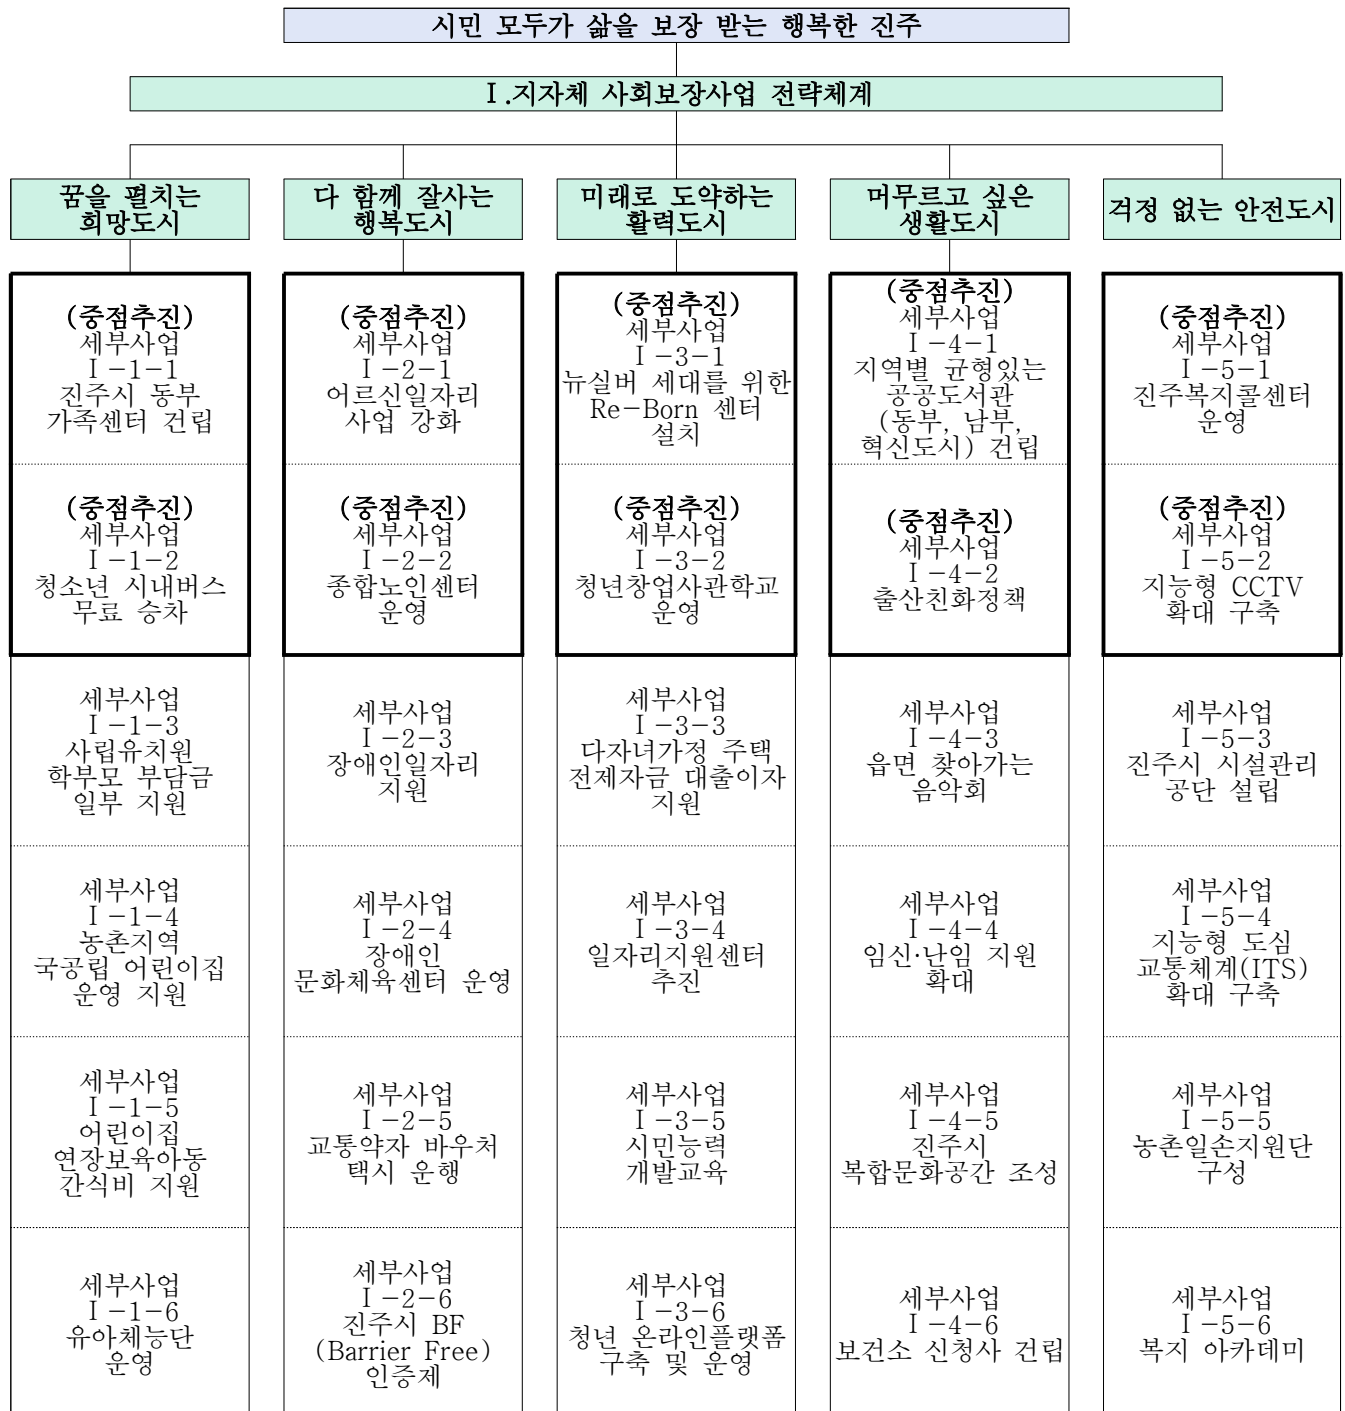 시민 모두가 삶을 보장 받는 행복한 진주
Ⅰ.지자체 사회보장사업 전략체계
꿈을 펼치는
희망도시
다 함께 잘사는
행복도시
미래로 도약하는
활력도시
머무르고 싶은
생활도시
걱정 없는 안전도시
(중점추진)
세부사업
Ⅰ-1-1
진주시 동부
가족센터 건립
(중점추진)
세부사업
Ⅰ-2-1
어르신일자리
사업 강화
(중점추진)
세부사업
Ⅰ-3-1
뉴실버 세대를 위한
Re-Born 센터
설치
(중점추진)
세부사업
Ⅰ-4-1
지역별 균형있는
공공도서관
(동부, 남부,
혁신도시) 건립
(중점추진)
세부사업
Ⅰ-5-1
진주복지콜센터
운영
(중점추진)
세부사업
Ⅰ-1-2
청소년 시내버스
무료 승차
(중점추진)
세부사업
Ⅰ-2-2
종합노인센터
운영
(중점추진)
세부사업
Ⅰ-3-2
청년창업사관학교
운영
(중점추진)
세부사업
Ⅰ-4-2
출산친화정책
(중점추진)
세부사업
Ⅰ-5-2
지능형 CCTV
확대 구축
세부사업
Ⅰ-1-3
사립유치원
학부모 부담금
일부 지원
세부사업
Ⅰ-2-3
장애인일자리
지원
세부사업
Ⅰ-3-3
다자녀가정 주택
전제자금 대출이자
지원
세부사업
Ⅰ-4-3
읍면 찾아가는
음악회
세부사업
Ⅰ-5-3
진주시 시설관리
공단 설립
세부사업
Ⅰ-1-4
농촌지역
국공립 어린이집
운영 지원
세부사업
Ⅰ-2-4
장애인
문화체육센터 운영
세부사업
Ⅰ-3-4
일자리지원센터
추진
세부사업
Ⅰ-4-4
임신·난임 지원
확대
세부사업
Ⅰ-5-4
지능형 도심
교통체계(ITS)
확대 구축
세부사업
Ⅰ-1-5
어린이집
연장보육아동
간식비 지원
세부사업
Ⅰ-2-5
교통약자 바우처
택시 운행
세부사업
Ⅰ-3-5
시민능력
개발교육
세부사업
Ⅰ-4-5
진주시
복합문화공간 조성
세부사업
Ⅰ-5-5
농촌일손지원단
구성
세부사업
Ⅰ-1-6
유아체능단
운영
세부사업
Ⅰ-2-6
진주시 BF
(Barrier Free)
인증제
세부사업
Ⅰ-3-6
청년 온라인플랫폼
구축 및 운영
세부사업
Ⅰ-4-6
보건소 신청사 건립
세부사업
Ⅰ-5-6
복지 아카데미